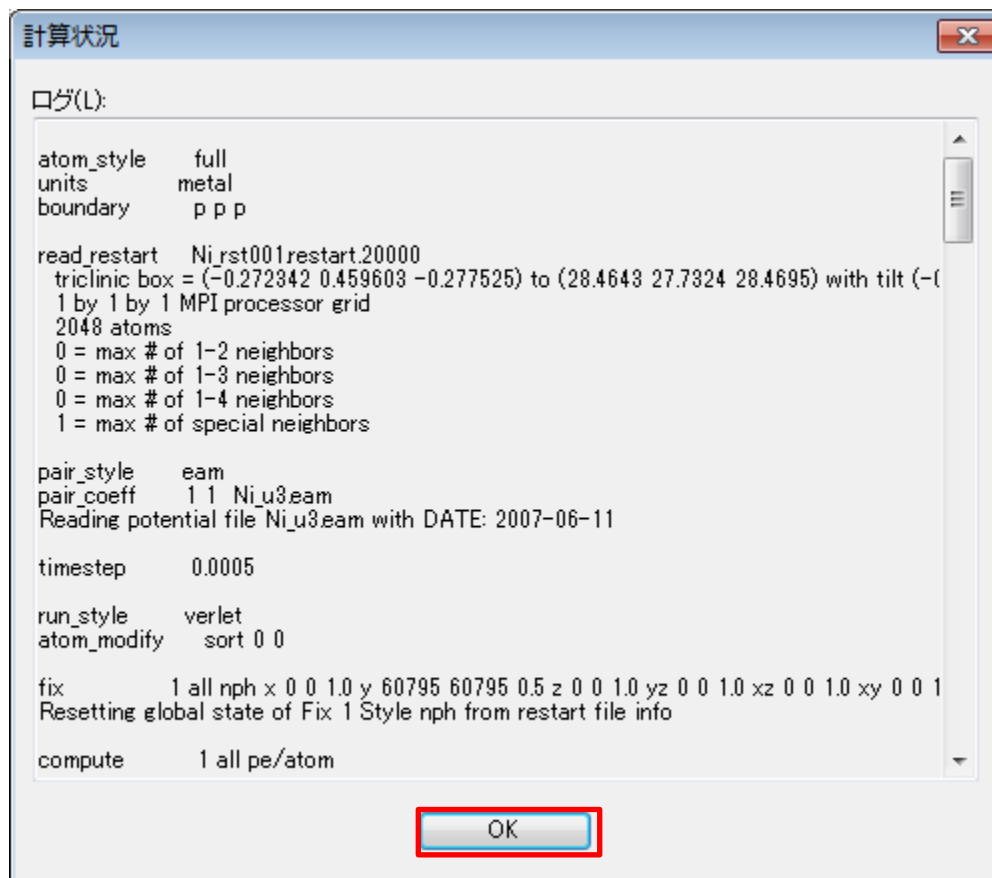 計算状況
ログ(L):
atom_style full
units metal
boundary p p p
read_restart Ni_rst001.restart.20000
triclinic box = (-0.272342 0.459603 -0.277525) to (28.4643 27.7324 28.4695) with tilt (-(
1 by 1 by 1 MPI processor grid
2048 atoms
0 = max # of 1-2 neighbors
0 = max # of 1-3 neighbors
0 = max # of 1-4 neighbors
1 = max # of special neighbors
pair_style eam
pair_coeff 1 1 Ni_u3.eam
Reading potential file Ni_u3.eam with DATE: 2007-06-11
timestep 0.0005
run_style verlet
atom_modify sort 0 0
fix 1 all nph x 0 0 1.0 y 60795 60795 0.5 z 0 0 1.0 yz 0 0 1.0 xz 0 0 1.0 xy 0 0 1
Resetting global state of Fix 1 Style nph from restart file info
compute 1 all pe/atom
OK